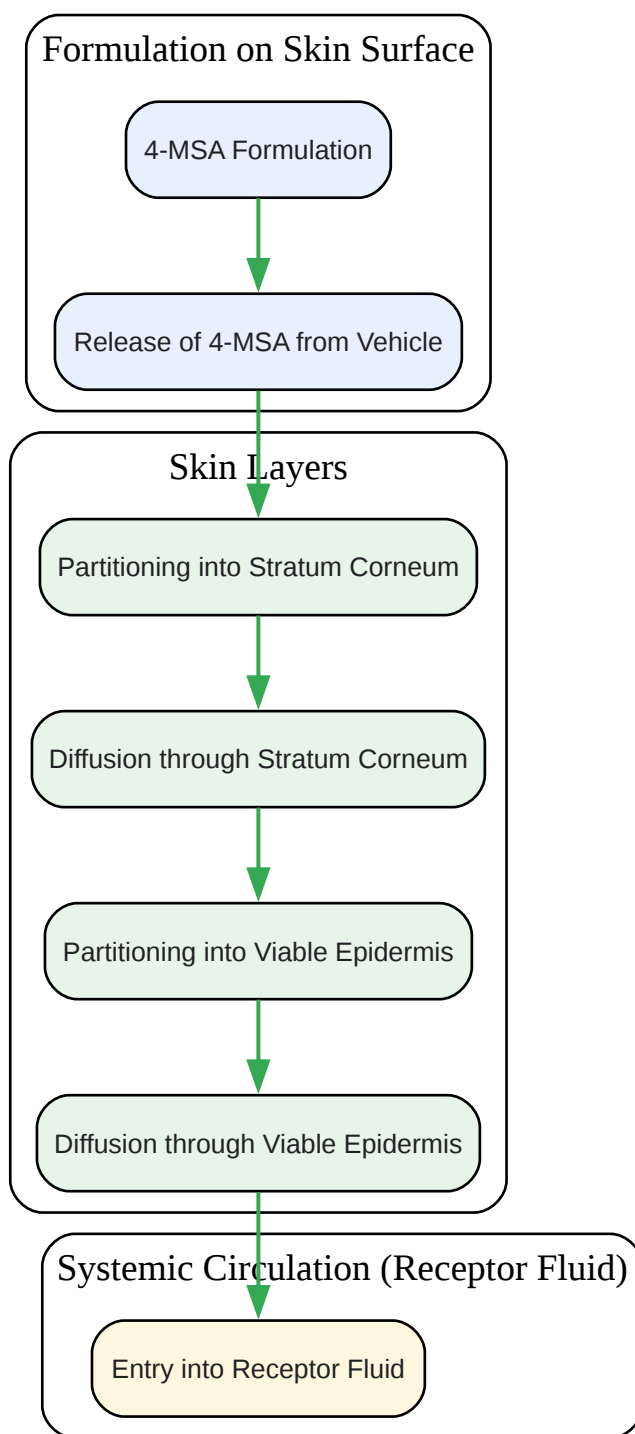 Formulation on Skin Surface
4-MSA Formulation
Release of 4-MSA from Vehicle
Skin Layers
Partitioning into Stratum Corneum
Diffusion through Stratum Corneum
Partitioning into Viable Epidermis
Diffusion through Viable Epidermis
Systemic Circulation (Receptor Fluid)
Entry into Receptor Fluid